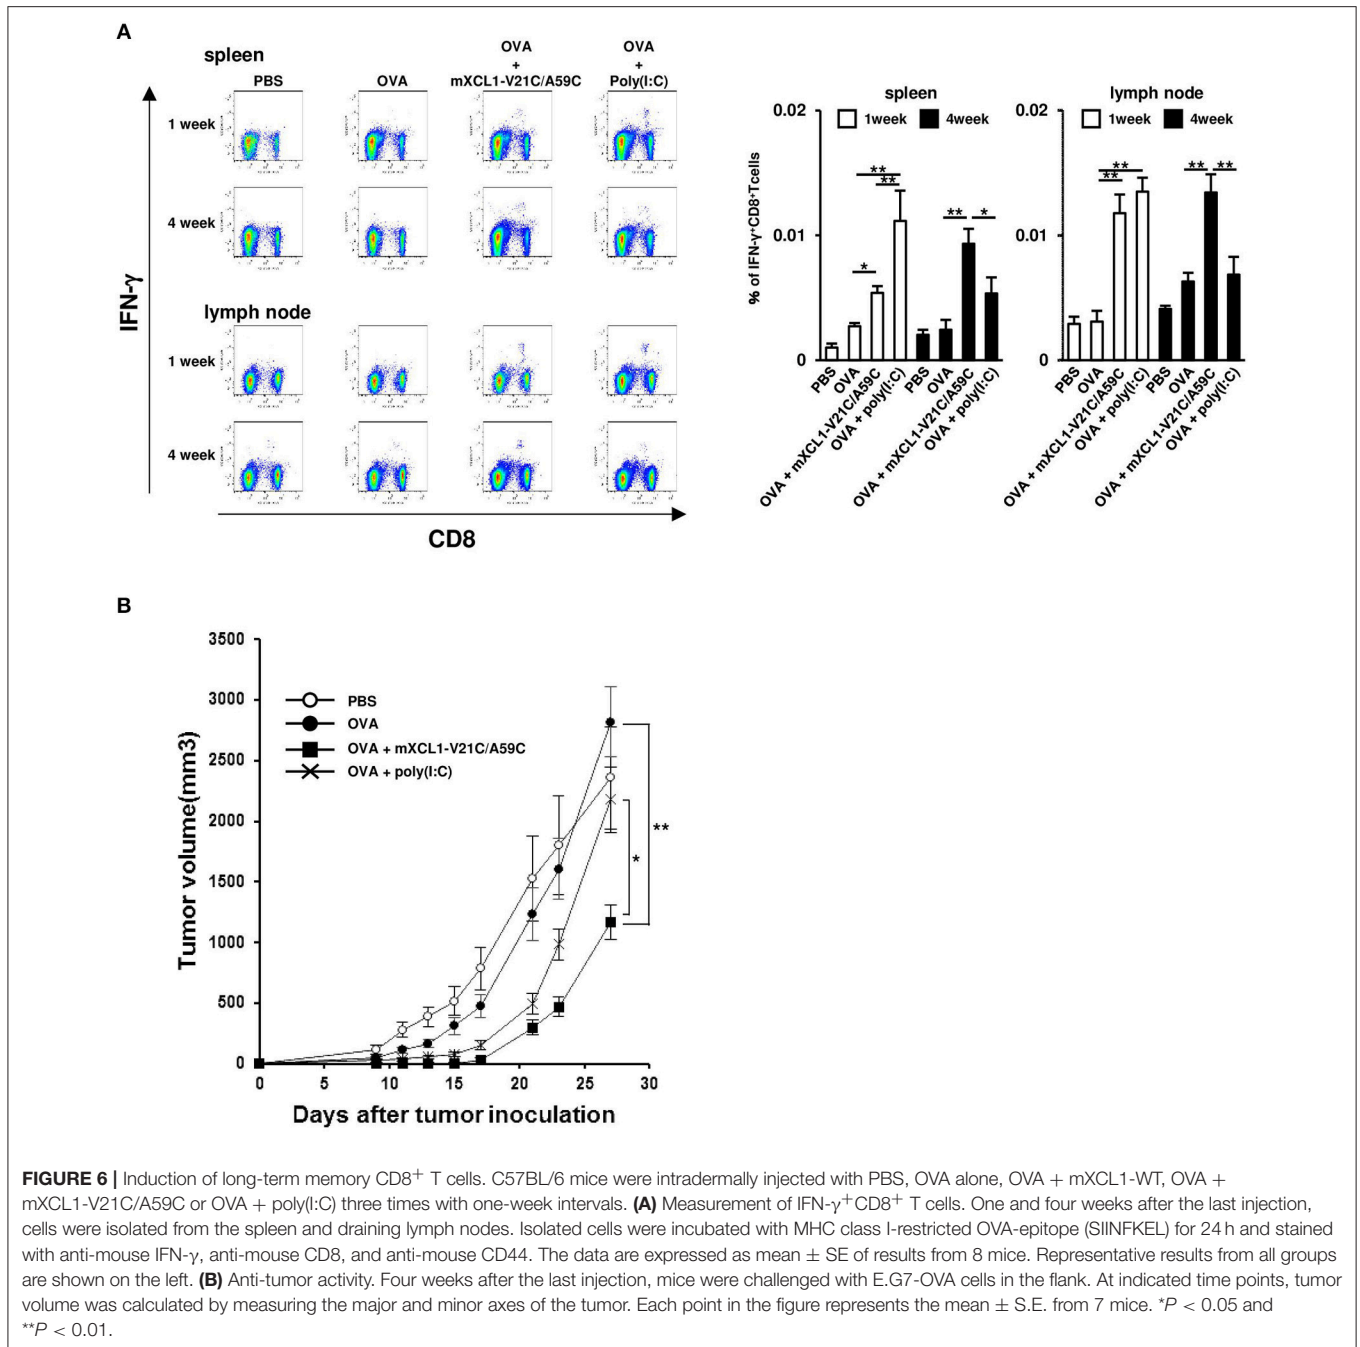 A
spleen
PBS
OVA
OVA
+
mXCL1-V21C/A59C
OVA
+
Poly(I:C)
1 week
4 week
lymph node
1 week
4 week
IFN-γ
CD8
spleen
1week 4week
lymph node
1week 4week
% of IFN-γ+CD8+Tcells
0.02
0.01
0
0.02
0.01
0
** ** * ** *
** ** ** **
PBS
OVA
OVA + mXCL1-V21C/A59C
OVA + poly(I:C)
PBS
OVA
OVA + mXCL1-V21C/A59C
OVA + poly(I:C)
PBS
OVA
OVA + mXCL1-V21C/A59C
OVA + poly(I:C)
PBS
OVA
OVA + mXCL1-V21C/A59C
OVA + poly(I:C)
B
Tumor volume(mm3)
3500
3000
2500
2000
1500
1000
500
0
PBS
OVA
OVA + mXCL1-V21C/A59C
OVA + poly(I:C)
**
*
0 5 10 15 20 25 30
Days after tumor inoculation
FIGURE 6 | Induction of long-term memory CD8+ T cells. C57BL/6 mice were intradermally injected with PBS, OVA alone, OVA + mXCL1-WT, OVA +
mXCL1-V21C/A59C or OVA + poly(I:C) three times with one-week intervals. (A) Measurement of IFN-γ+CD8+ T cells. One and four weeks after the last injection,
cells were isolated from the spleen and draining lymph nodes. Isolated cells were incubated with MHC class I-restricted OVA-epitope (SIINFKEL) for 24 h and stained
with anti-mouse IFN-γ, anti-mouse CD8, and anti-mouse CD44. The data are expressed as mean ± SE of results from 8 mice. Representative results from all groups
are shown on the left. (B) Anti-tumor activity. Four weeks after the last injection, mice were challenged with E.G7-OVA cells in the flank. At indicated time points, tumor
volume was calculated by measuring the major and minor axes of the tumor. Each point in the figure represents the mean ± S.E. from 7 mice. *P < 0.05 and
**P < 0.01.